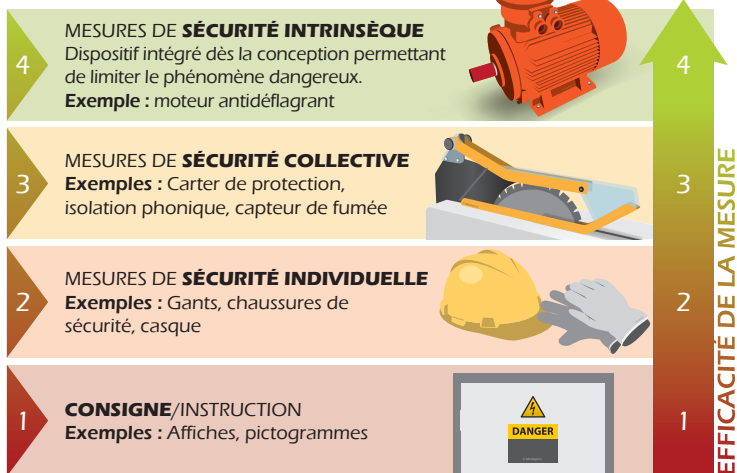 4
MESURES DE SÉCURITÉ INTRINSÈQUE
Dispositif intégré dès la conception permettant
de limiter le phénomène dangereux.
Exemple : moteur antidéflagrant
4
3
MESURES DE SÉCURITÉ COLLECTIVE
Exemples : Carter de protection,
isolation phonique, capteur de fumée
3
2
MESURES DE SÉCURITÉ INDIVIDUELLE
Exemples : Gants, chaussures de
sécurité, casque
2
1
CONSIGNE/INSTRUCTION
Exemples : Affiches, pictogrammes
DANGER
1
EFFICACITÉ DE LA MESURE